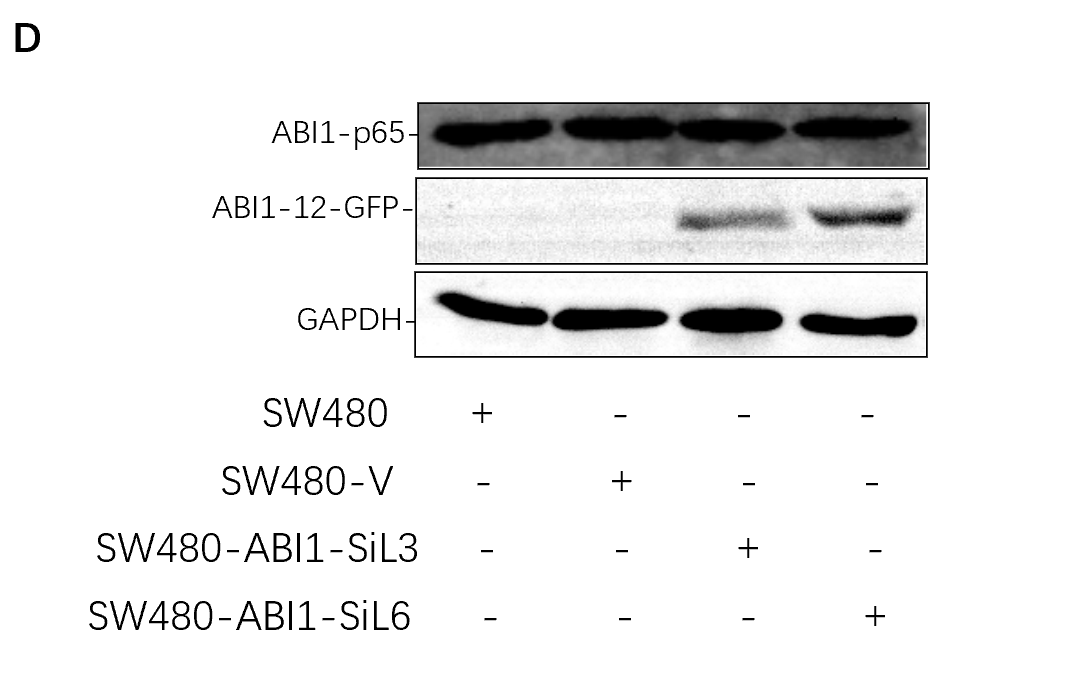 D
ABI1-p65-
ABI1-12-GFP-
GAPDH-
SW480 + - - -
SW480-V - + - -
SW480-ABI1-SiL3 - - + -
SW480-ABI1-SiL6 - - - +